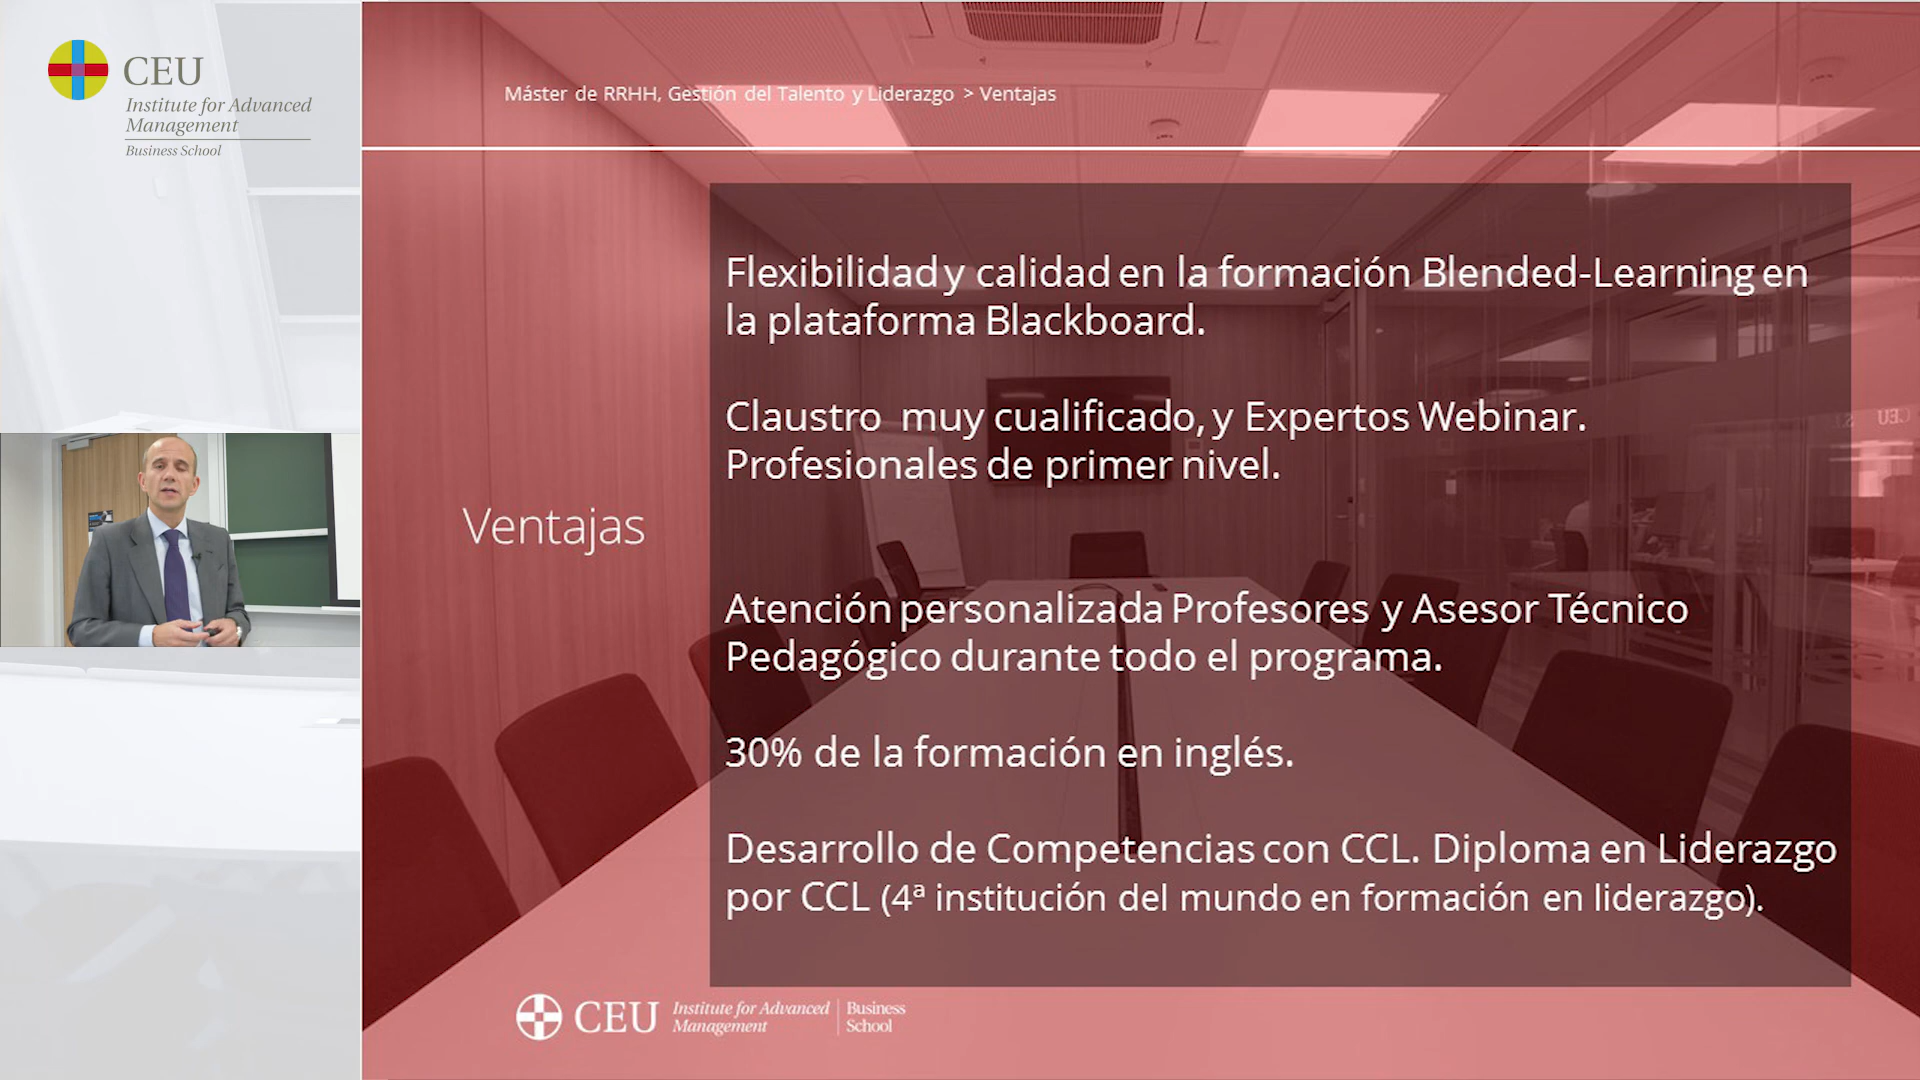 CEU
Institute for Advanced
Management
Business School
Máster de RRHH, Gestión del Talento y Liderazgo > Ventajas
Ventajas
Flexibilidad y calidad en la formación Blended-Learning en
la plataforma Blackboard.
Claustro muy cualificado, y Expertos Webinar.
Profesionales de primer nivel.
Atención personalizada Profesores y Asesor Técnico
Pedagógico durante todo el programa.
30% de la formación en inglés.
Desarrollo de Competencias con CCL. Diploma en Liderazgo
por CCL (4ª institución del mundo en formación en liderazgo).
CEU Institute for Advanced Management Business School